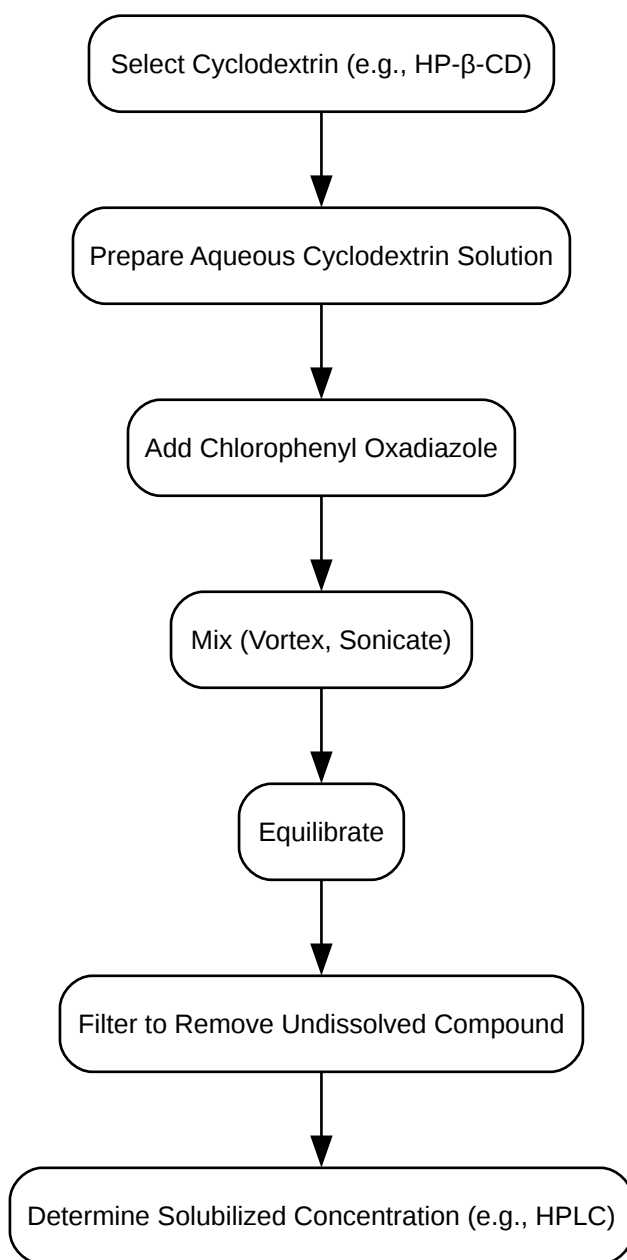 Select Cyclodextrin (e.g., HP-β-CD)
Prepare Aqueous Cyclodextrin Solution
Add Chlorophenyl Oxadiazole
Mix (Vortex, Sonicate)
Equilibrate
Filter to Remove Undissolved Compound
Determine Solubilized Concentration (e.g., HPLC)